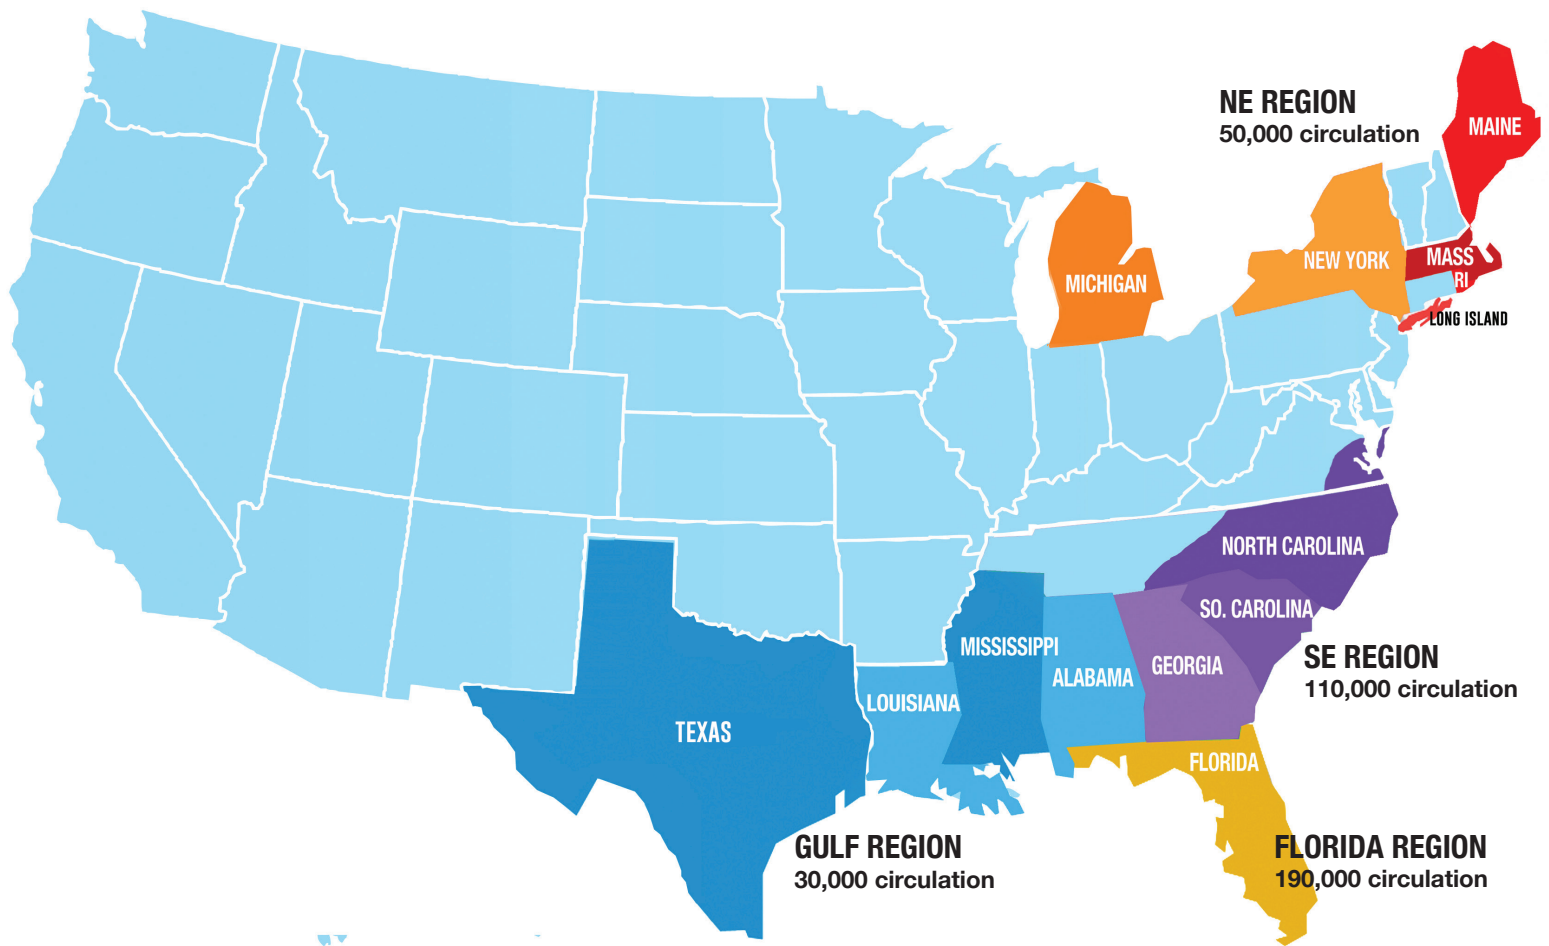 NE REGION
50,000 circulation
MAINE
NEW YORK
MASS
RI
MICHIGAN
LONG ISLAND
NORTH CAROLINA
SO. CAROLINA
MISSISSIPPI
GEORGIA
ALABAMA
SE REGION
110,000 circulation
LOUISIANA
TEXAS
FLORIDA
GULF REGION
30,000 circulation
FLORIDA REGION
190,000 circulation